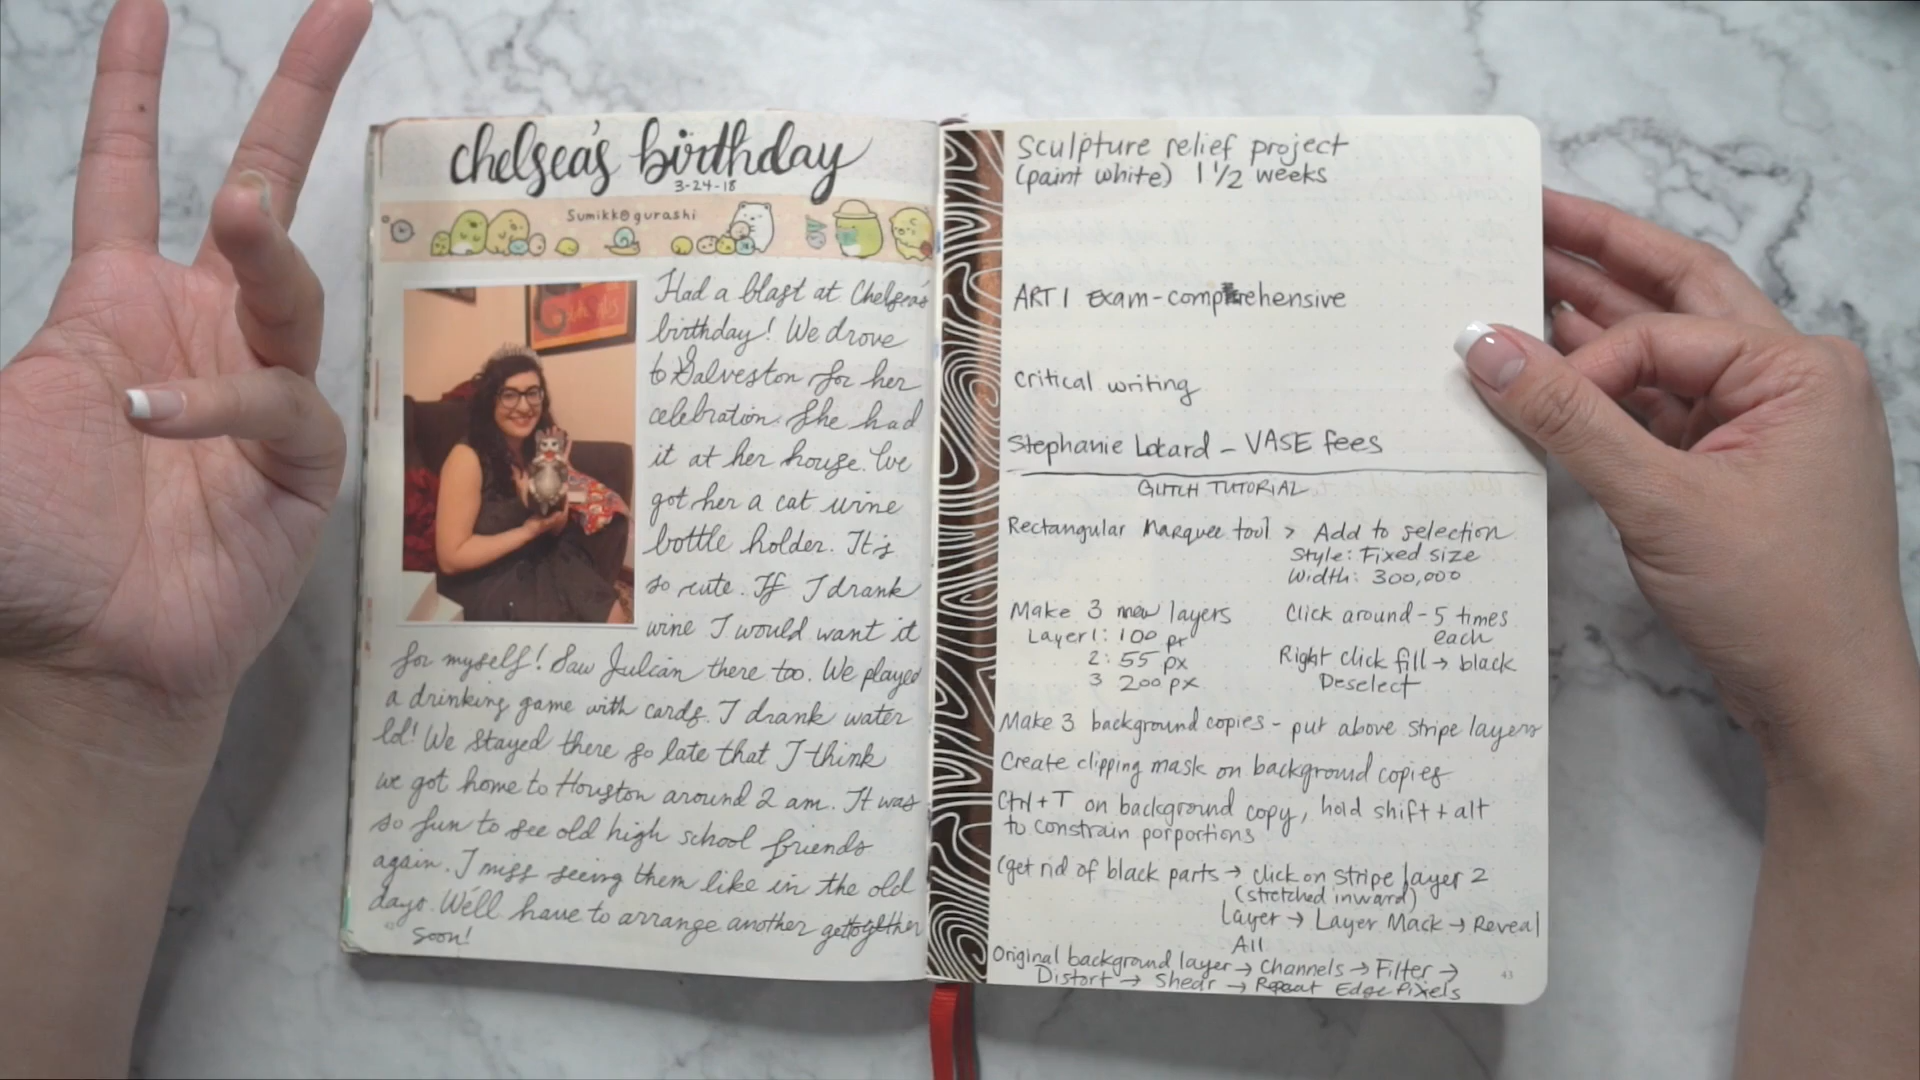 chelsea's birthday
3-24-18
Sumikkogurashi
Had a blast at Chelsea's
birthday! We drove
to Galveston for her
celebration. She had
it at her house. We
got her a cat wine
bottle holder. It's
so cute. If I drank
wine I would want it
for myself! Saw Julian there too. We played
a drinking game with cards. I drank water
lol! We stayed there so late that I think
we got home to Houston around 2 am. It was
so fun to see old high school friends
again. I miss seeing them like in the old
days. We'll have to arrange another gettogether
soon!
Sculpture relief project
(paint white) 1 1/2 weeks
ART 1 Exam - comprehensive
Critical writing
Stephanie - VASE fees
GLITCH TUTORIAL
Rectangular Marquee tool > Add to selection
Style: Fixed size
Width: 300,000
Make 3 new layers
Layer 1: 100 px
2: 55 px
3 200 px
Click around - 5 times
each
Right click fill → black
Deselect
Make 3 background copies - put above stripe layers
Create clipping mask on background copies
Ctrl + T on background copy, hold shift + alt
to constrain porportions
(get rid of black parts → click on stripe layer 2
(stretched inward)
Layer → Layer Mack → Reveal
All
Original background layer → Channels → Filter →
Distort → Shear → Repeat Edge Pixels
43